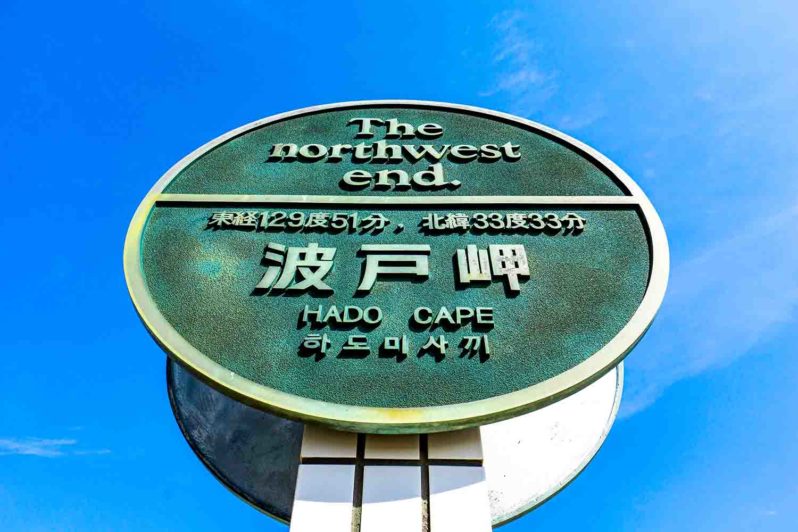 The
northwest
end.
東経129度51分，北緯33度33分
波戸岬
HADO CAPE
하도미사끼